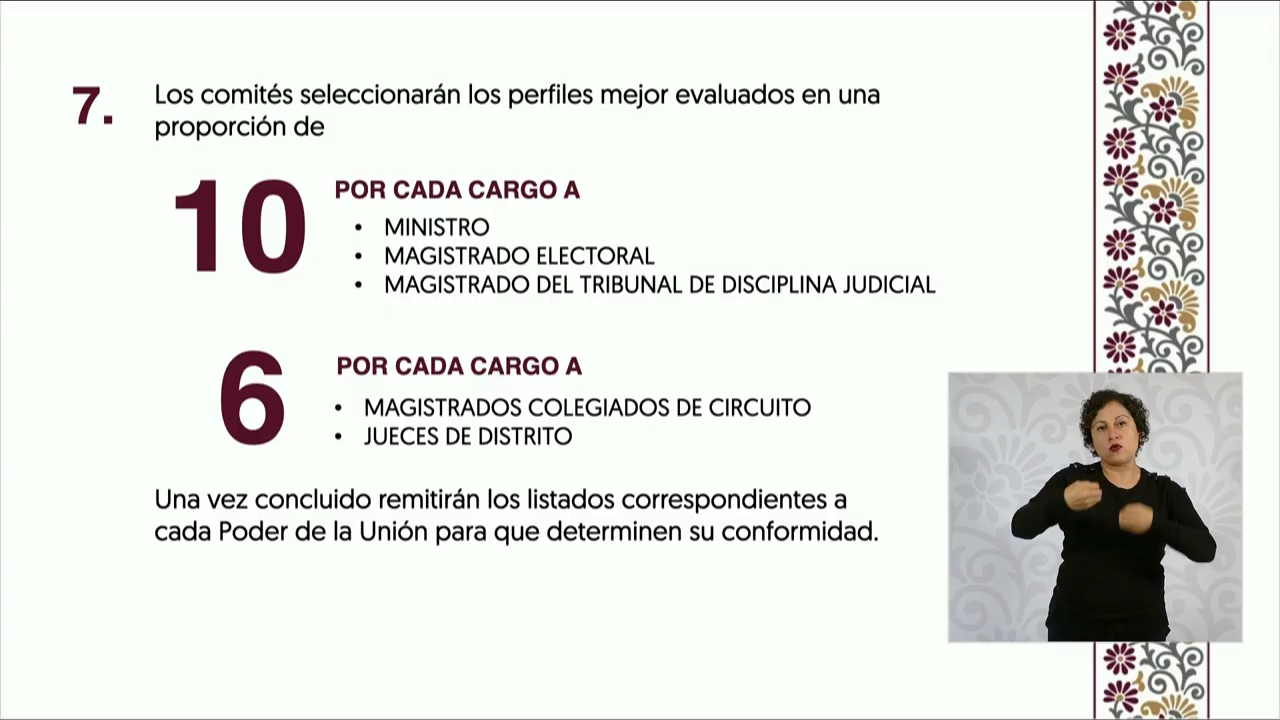 7.
Los comités seleccionarán los perfiles mejor evaluados en una
proporción de
10
POR CADA CARGO A
• MINISTRO
• MAGISTRADO ELECTORAL
• MAGISTRADO DEL TRIBUNAL DE DISCIPLINA JUDICIAL
6
POR CADA CARGO A
• MAGISTRADOS COLEGIADOS DE CIRCUITO
• JUECES DE DISTRITO
Una vez concluido remitirán los listados correspondientes a
cada Poder de la Unión para que determinen su conformidad.